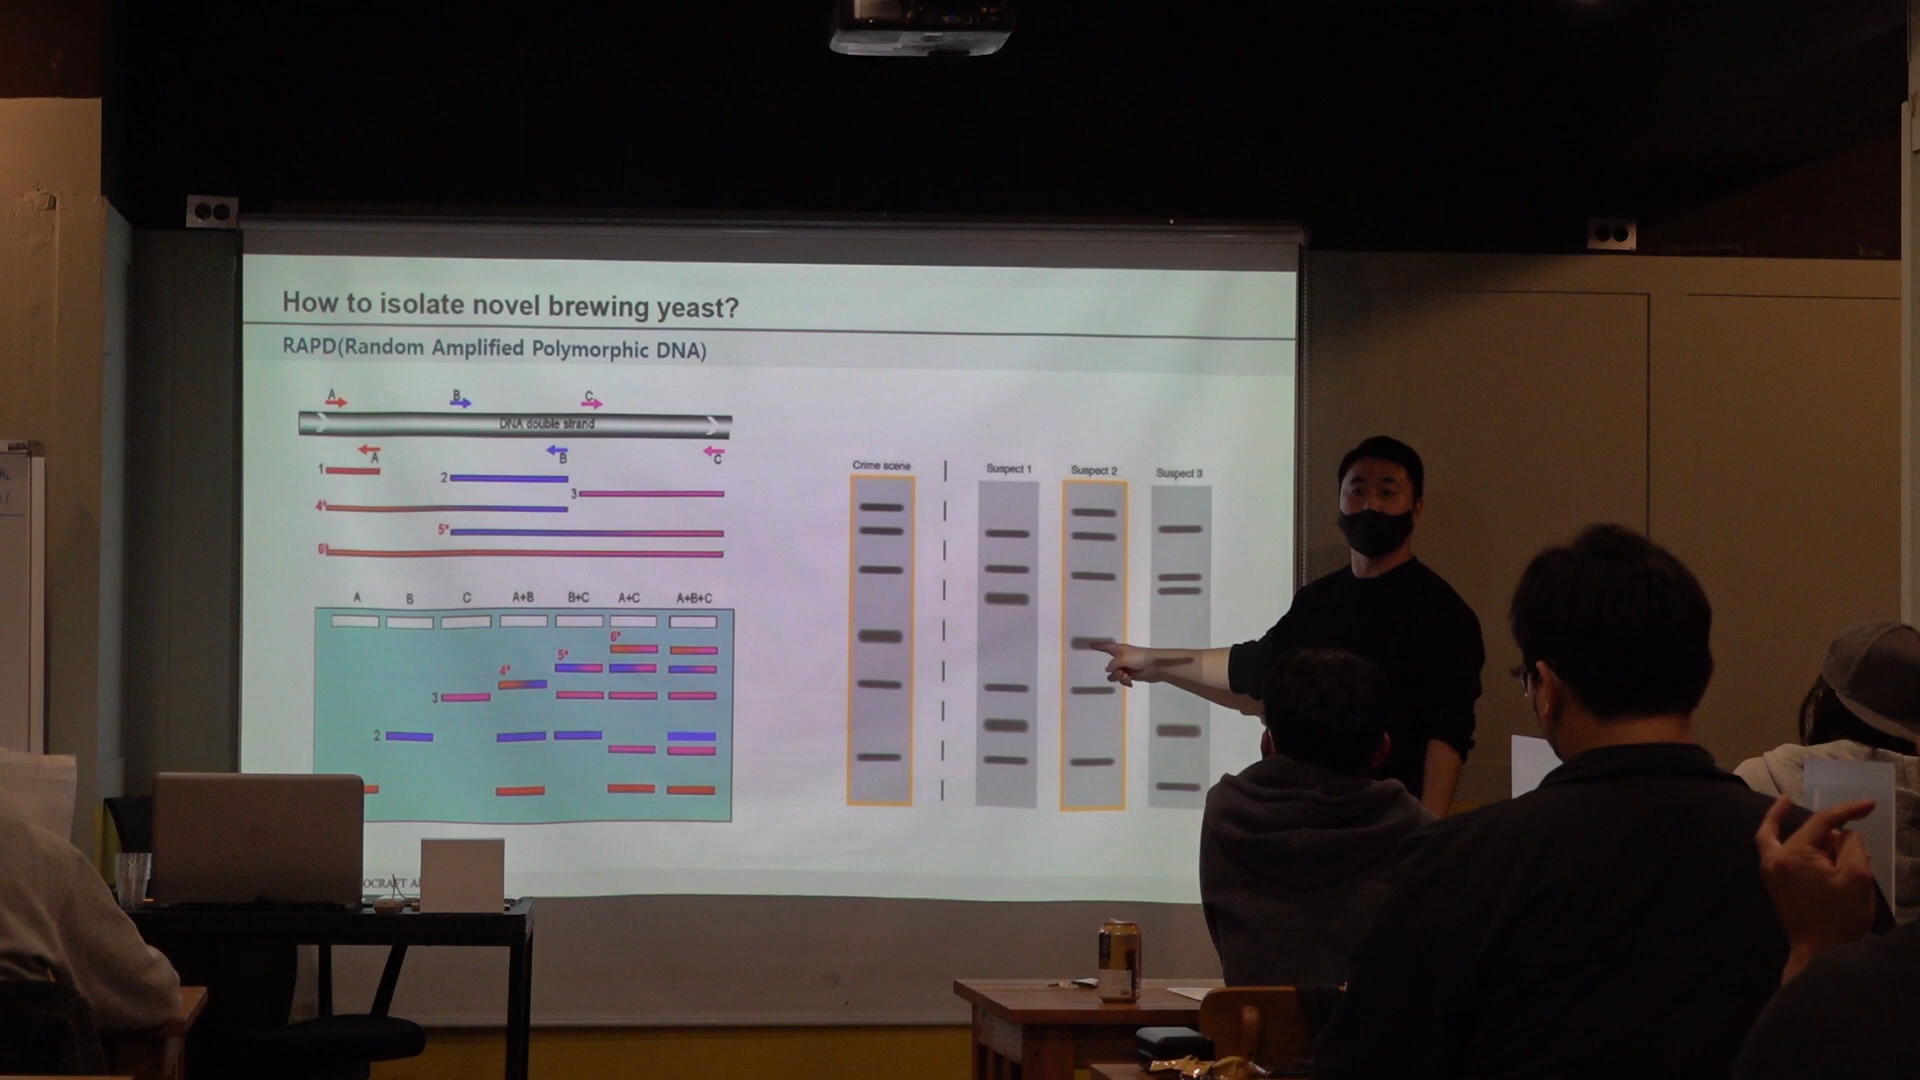 How to isolate novel brewing yeast?
RAPD(Random Amplified Polymorphic DNA)
A B C
DNA double strand
A B C
1
2
3
4*
5*
6*
A B C A+B B+C A+C A+B+C
6*
5*
4*
3
2
Crime scene Suspect 1 Suspect 2 Suspect 3
OCRAFT